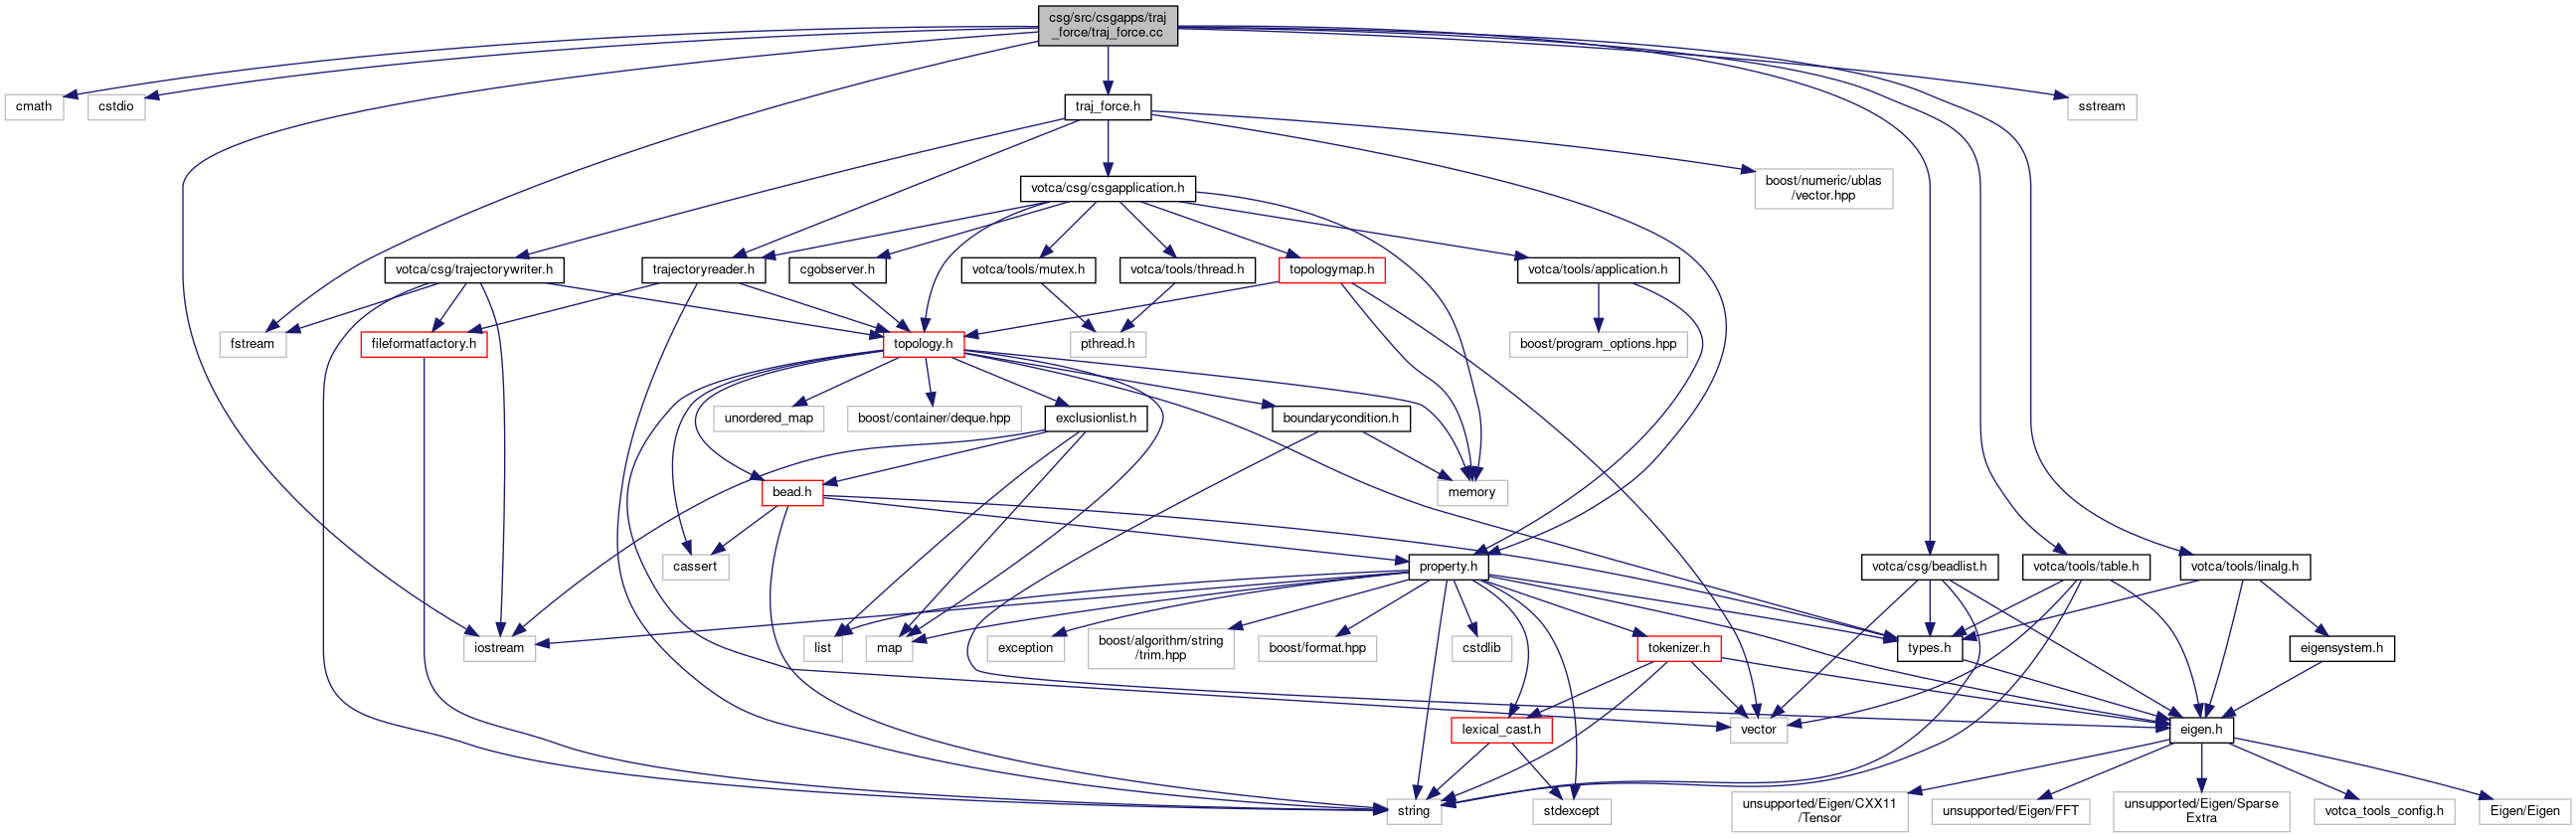 csg/src/csgapps/traj
_force/traj_force.cc
cmath
cstdio
traj_force.h
sstream
votca/csg/csgapplication.h
boost/numeric/ublas
/vector.hpp
votca/csg/trajectorywriter.h
trajectoryreader.h
cgobserver.h
votca/tools/mutex.h
votca/tools/thread.h
topologymap.h
votca/tools/application.h
fstream
fileformatfactory.h
topology.h
pthread.h
boost/program_options.hpp
unordered_map
boost/container/deque.hpp
exclusionlist.h
boundarycondition.h
bead.h
memory
cassert
property.h
votca/csg/beadlist.h
votca/tools/table.h
votca/tools/linalg.h
iostream
list
map
exception
boost/algorithm/string
/trim.hpp
boost/format.hpp
cstdlib
tokenizer.h
types.h
eigensystem.h
lexical_cast.h
vector
eigen.h
string
stdexcept
unsupported/Eigen/CXX11
/Tensor
unsupported/Eigen/FFT
unsupported/Eigen/Sparse
Extra
votca_tools_config.h
Eigen/Eigen